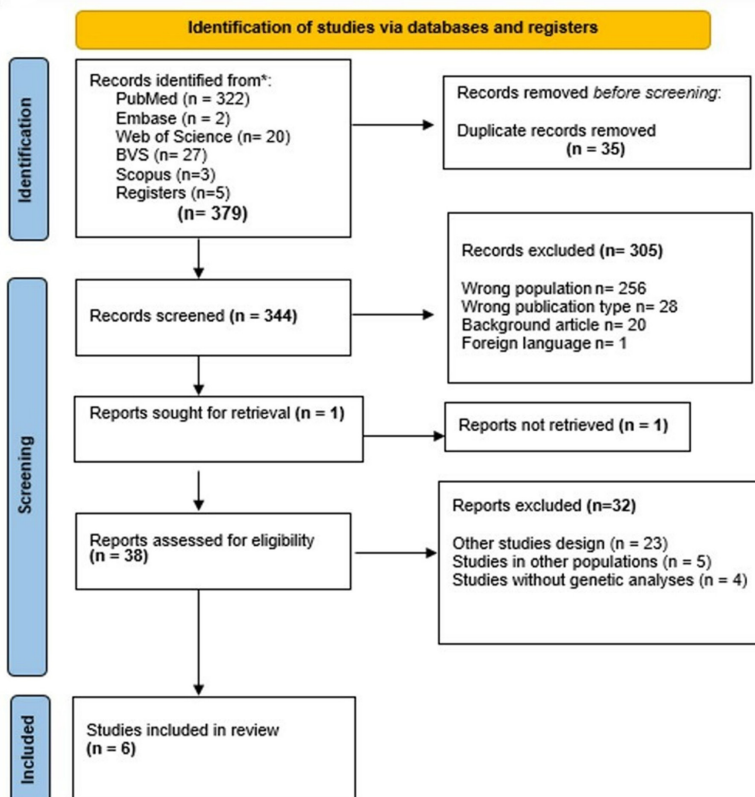 Identification of studies via databases and registers
Identification
Records identified from*:
PubMed (n = 322)
Embase (n = 2)
Web of Science (n= 20)
BVS (n= 27)
Scopus (n=3)
Registers (n=5)
(n= 379)
Records removed before screening:
Duplicate records removed
(n = 35)
Screening
Records screened (n = 344)
Records excluded (n= 305)
Wrong population n= 256
Wrong publication type n= 28
Background article n= 20
Foreign language n= 1
Reports sought for retrieval (n = 1)
Reports not retrieved (n = 1)
Reports assessed for eligibility
(n = 38)
Reports excluded (n=32)
Other studies design (n = 23)
Studies in other populations (n = 5)
Studies without genetic analyses (n = 4)
Included
Studies included in review
(n = 6)